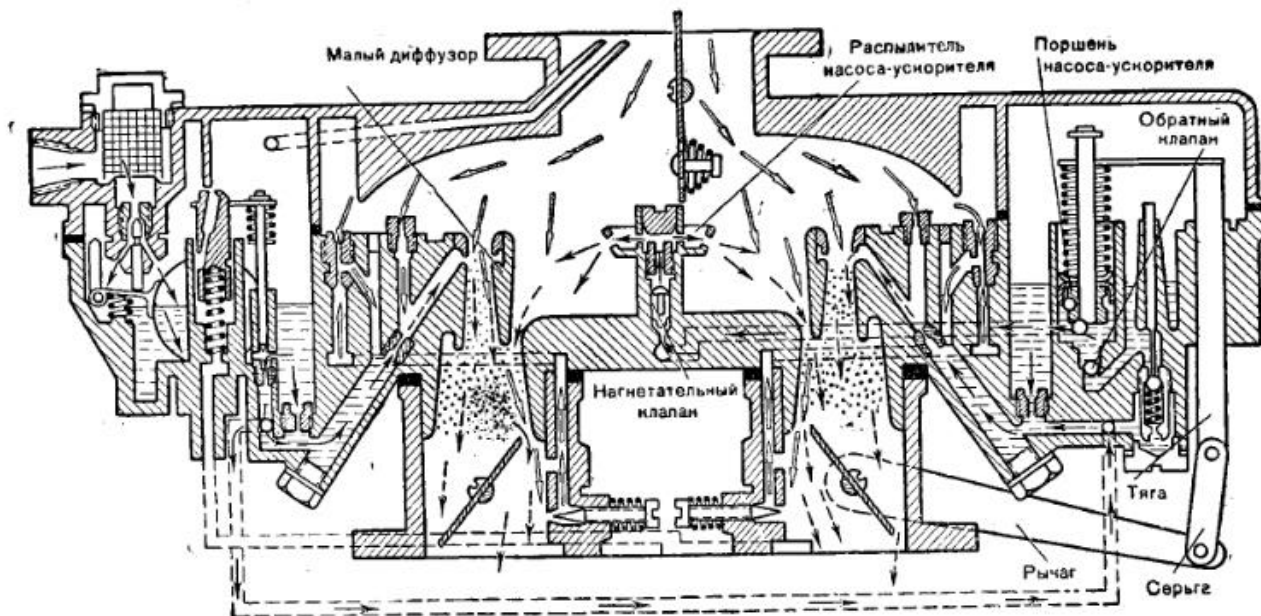 Малый диффузор
Распылитель
насоса-ускорителя
Поршень
насоса-ускорителя
Обратный
клапан
Нагнетательный
клапан
Тяга
Рычаг
Серьга